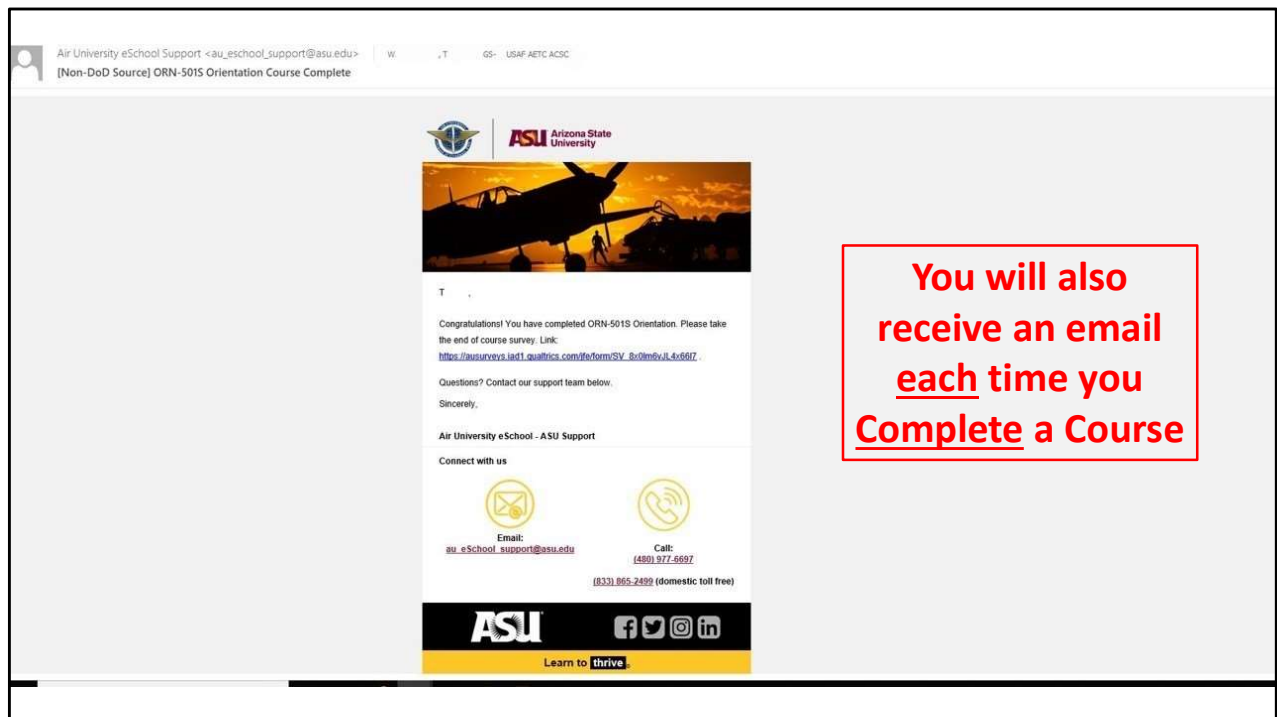 Air University eSchool Support <au_eschool_support@asu.edu> W. , T GS- USAF AETC ACSC
[Non-DoD Source] ORN-501S Orientation Course Complete
ASU Arizona State
University
T ,
Congratulations! You have completed ORN-501S Orientation. Please take
the end of course survey. Link:
https://ausurveys.iad1.qualtrics.com/jfe/form/SV_8x0lm6vJL4x66I7 .
Questions? Contact our support team below.
Sincerely,
Air University eSchool - ASU Support
Connect with us
Email:
au_eSchool_support@asu.edu
Call:
(480) 977-6697
(833) 865-2499 (domestic toll free)
ASU
Learn to thrive
You will also
receive an email
each time you
Complete a Course